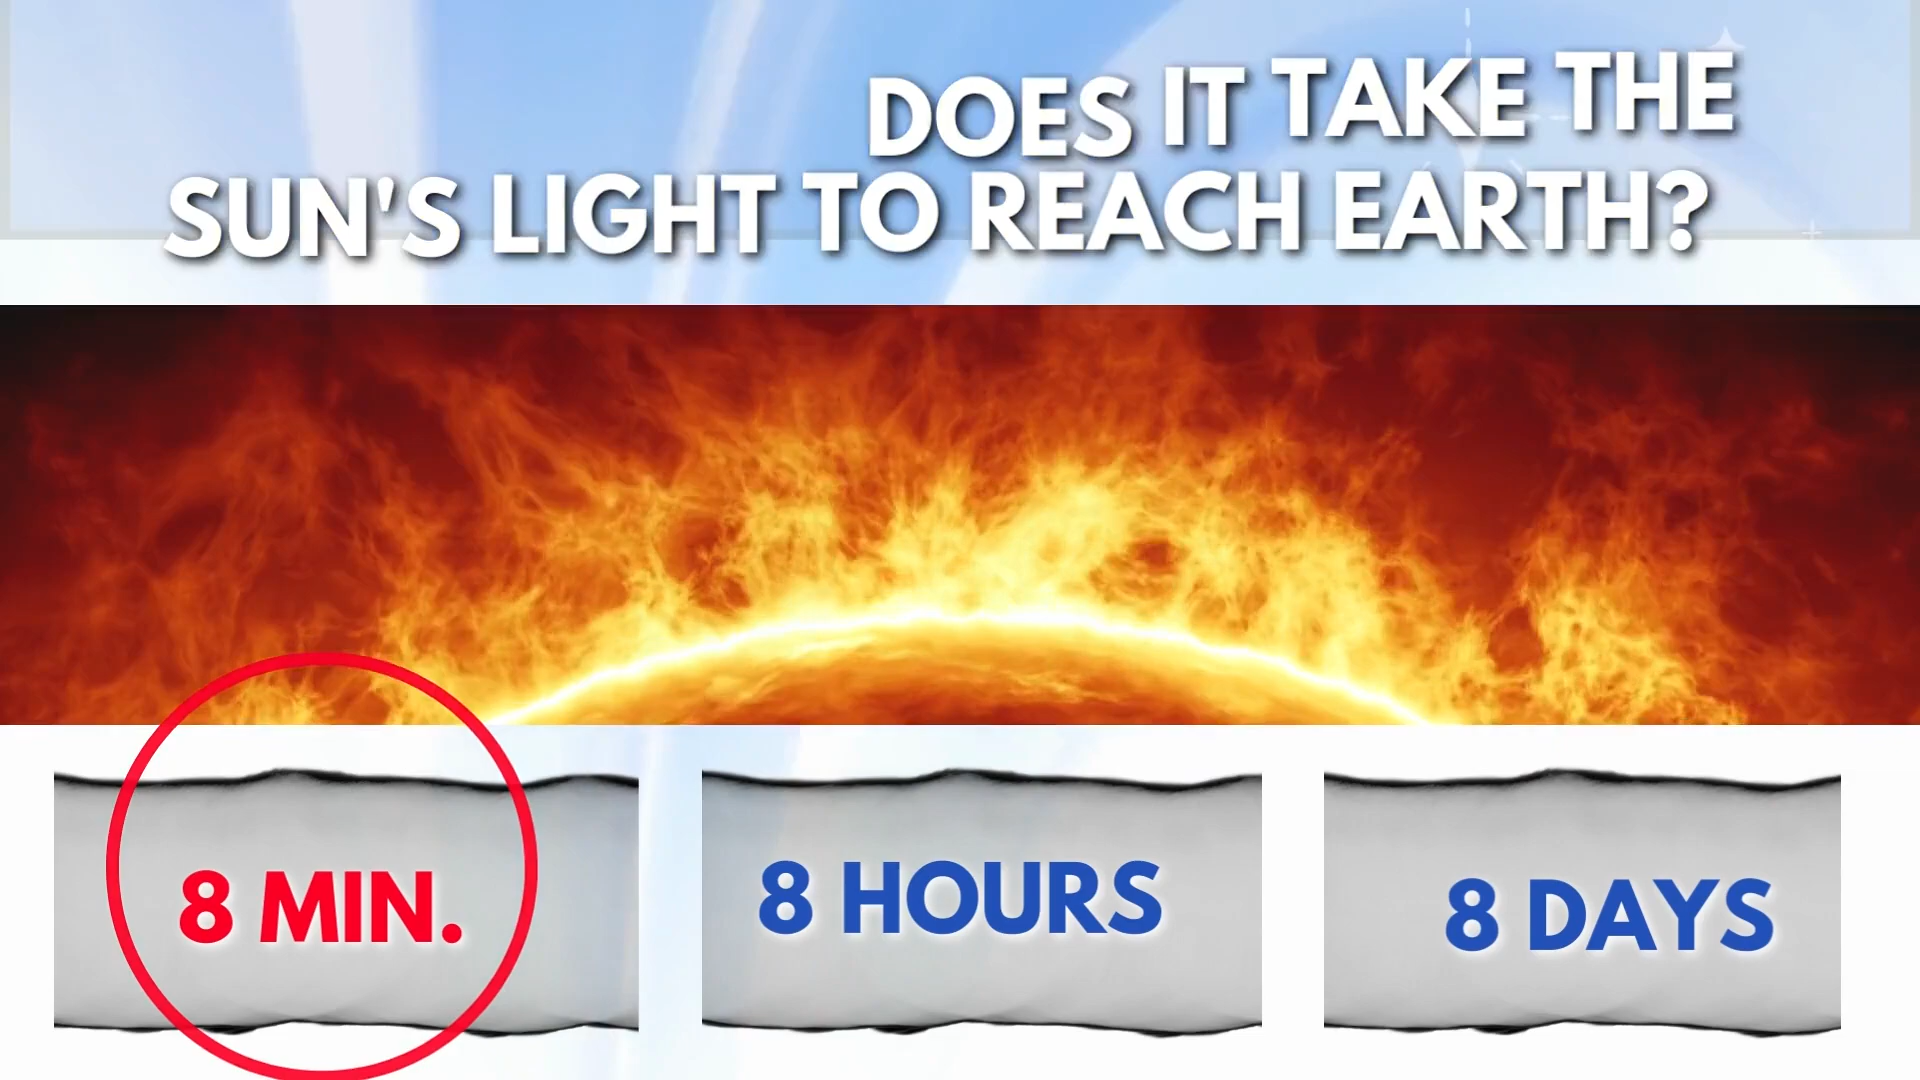 DOES IT TAKE THE
SUN'S LIGHT TO REACH EARTH?
8 MIN.
8 HOURS
8 DAYS